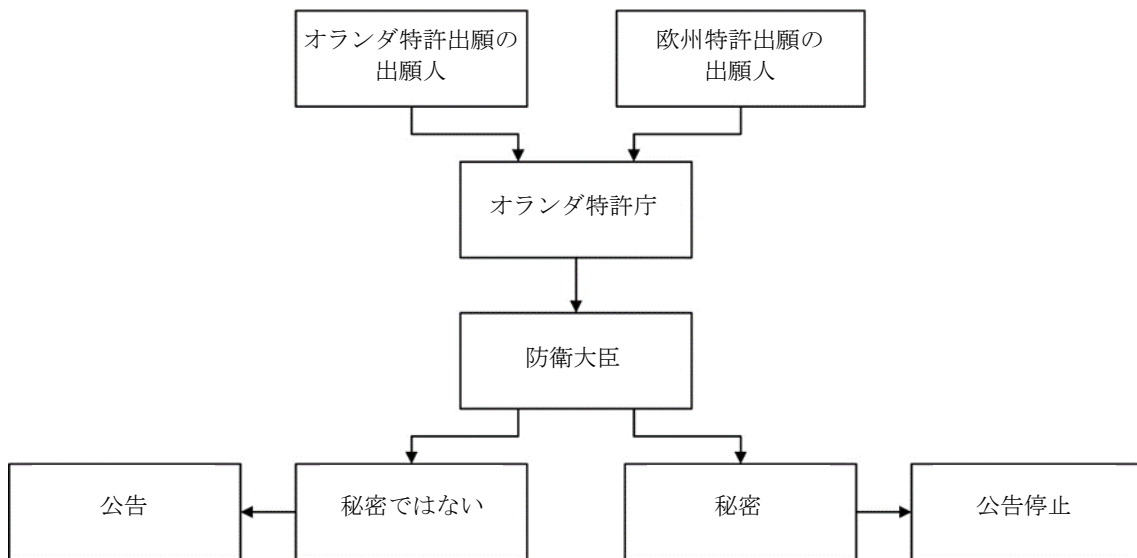 オランダ特許出願の
出願人
欧州特許出願の
出願人
オランダ特許庁
防衛大臣
公告
秘密ではない
秘密
公告停止